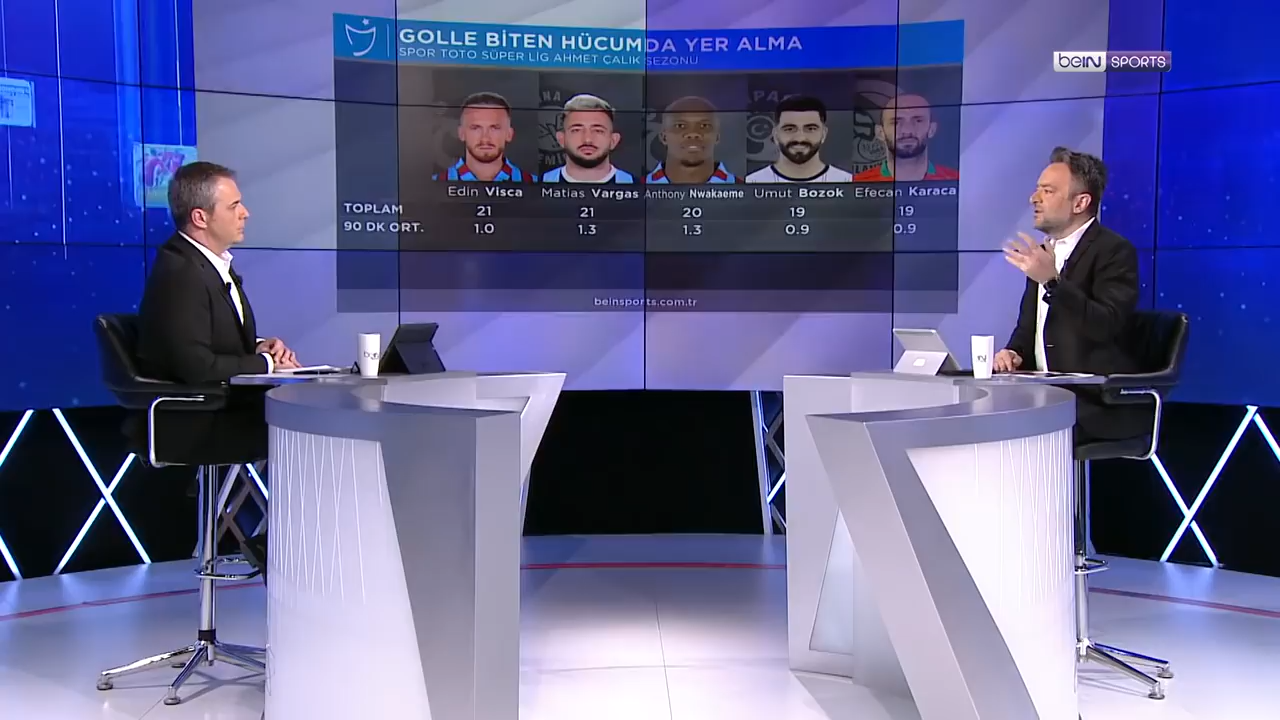 GOLLE BİTEN HÜCUMDA YER ALMA
SPOR TOTO SÜPER LİG AHMET ÇALIK SEZONU
beIN SPORTS
Edin Visca
Matias Vargas
Anthony Nwakaeme
Umut Bozok
Efecan Karaca
TOPLAM 21 21 20 19 19
90 DK ORT. 1.0 1.3 1.3 0.9 0.9
beinsports.com.tr